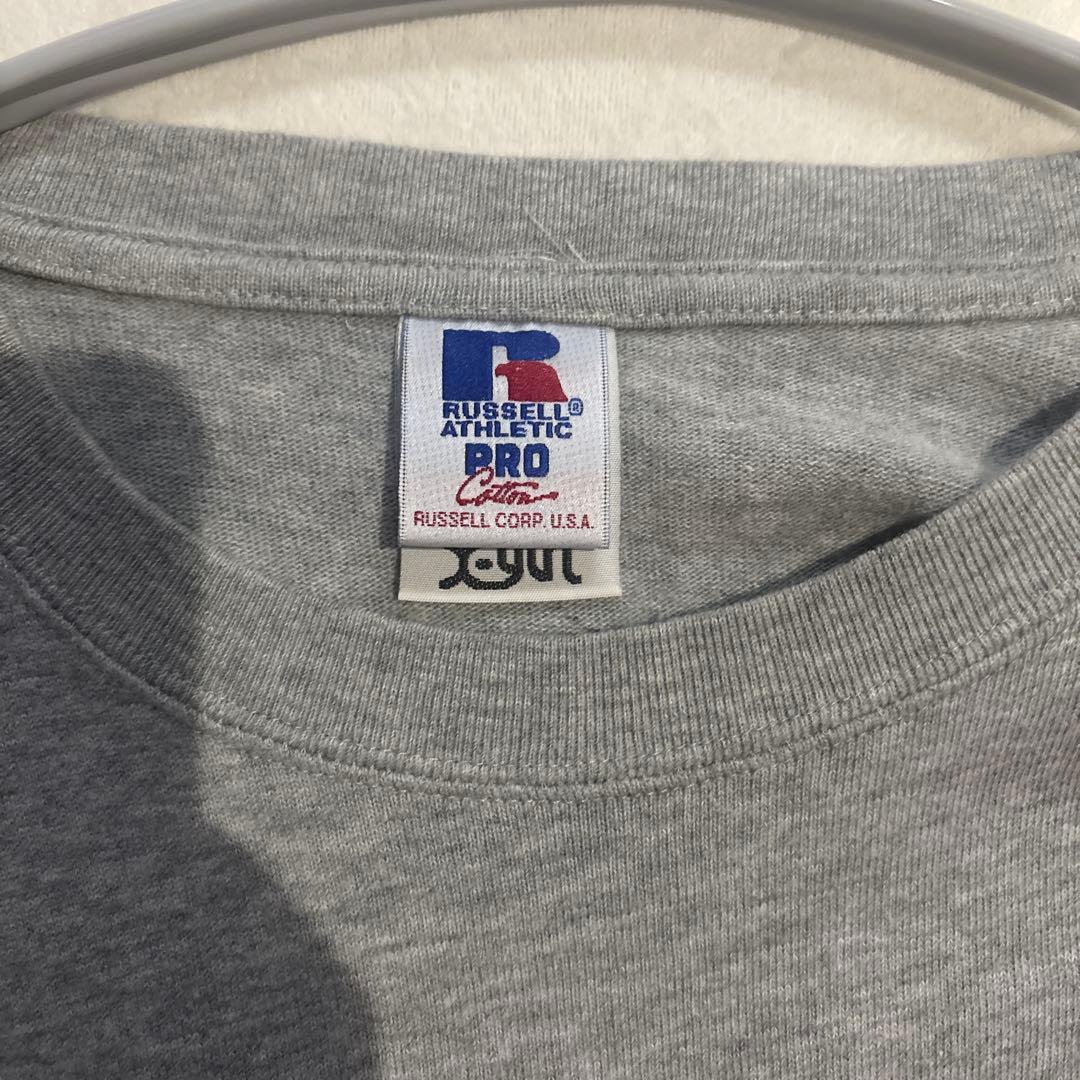 RUSSELL®
ATHLETIC
PRO
Cotton
RUSSELL CORP. U.S.A.
X-girl